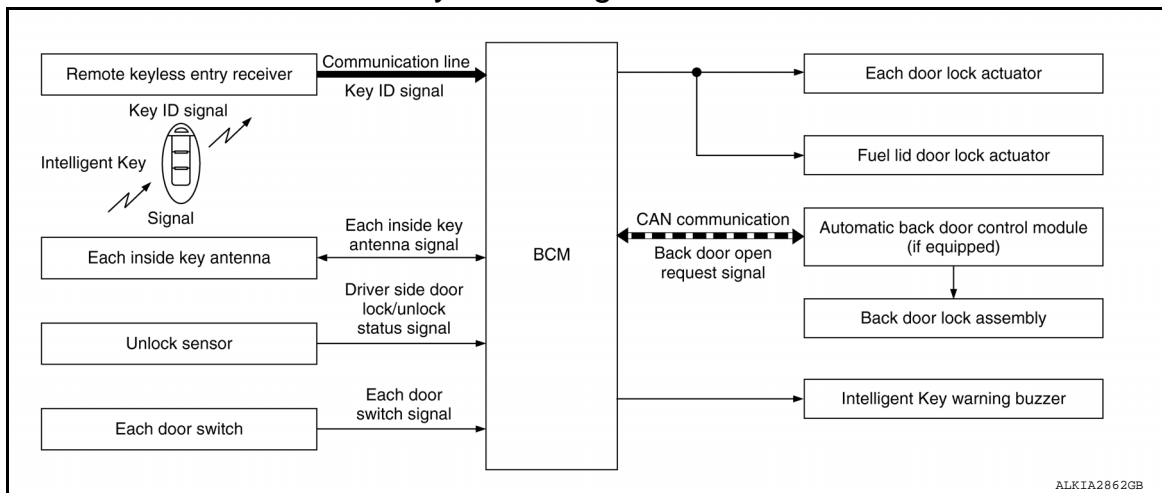 Remote keyless entry receiver
Communication line
Key ID signal
Key ID signal
Intelligent Key
Signal
Each inside key antenna
Each inside key
antenna signal
Driver side door
lock/unlock
status signal
Unlock sensor
Each door
switch signal
Each door switch
BCM
Each door lock actuator
Fuel lid door lock actuator
CAN communication
Back door open
request signal
Automatic back door control module
(if equipped)
Back door lock assembly
Intelligent Key warning buzzer
ALKIA2862GB